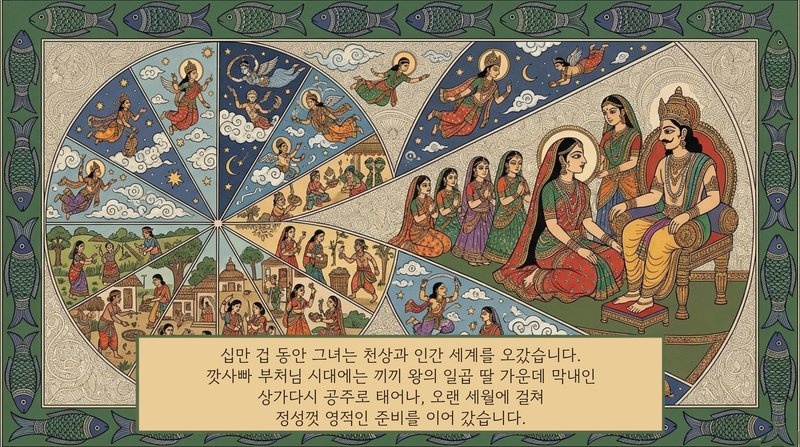 십만 겁 동안 그녀는 천상과 인간 세계를 오갔습니다.
깟사빠 부처님 시대에는 끼끼 왕의 일곱 딸 가운데 막내인
상가다시 공주로 태어나, 오랜 세월에 걸쳐
정성껏 영적인 준비를 이어 갔습니다.